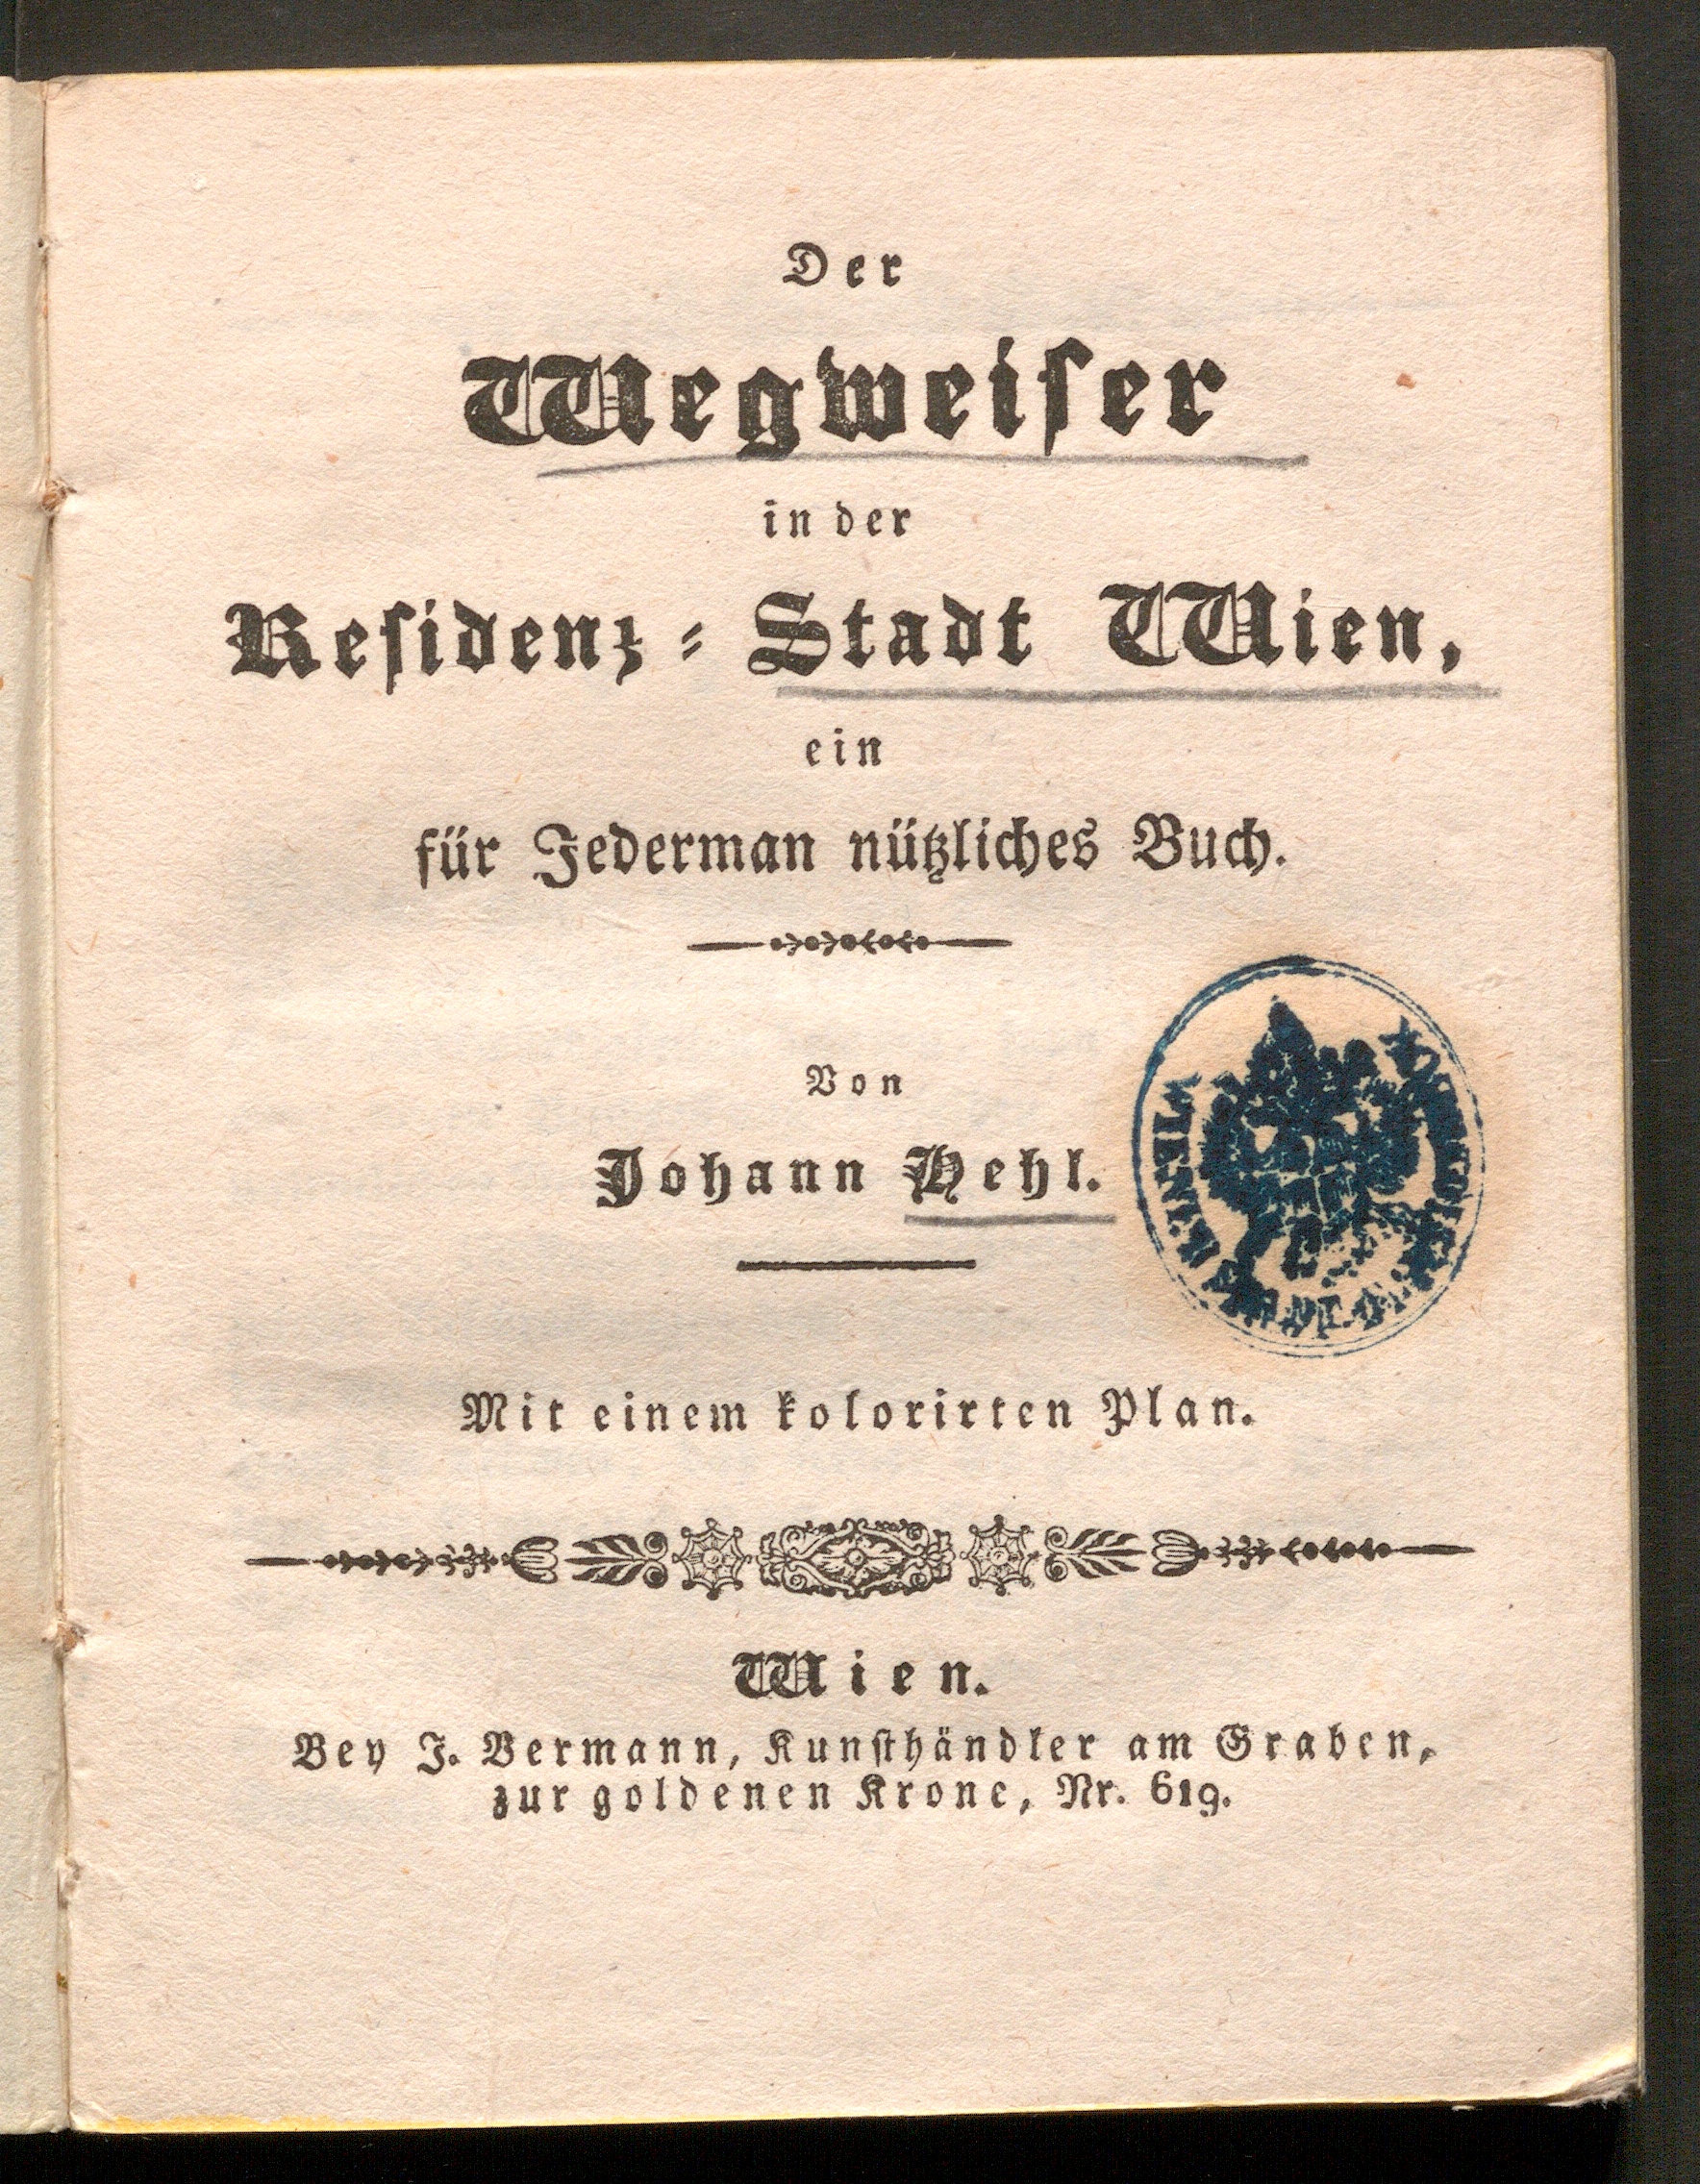 Der
Wegweiſer
in der
Reſidenz⸗Stadt Wien,
ein
für Jederman nützliches Buch.
Von
Johann Hehl.
Mit einem kolorirten Plan.
Wien.
Bey J. Bermann, Kunſthändler am Graben,
zur goldenen Krone, Nr. 619.
WIEN